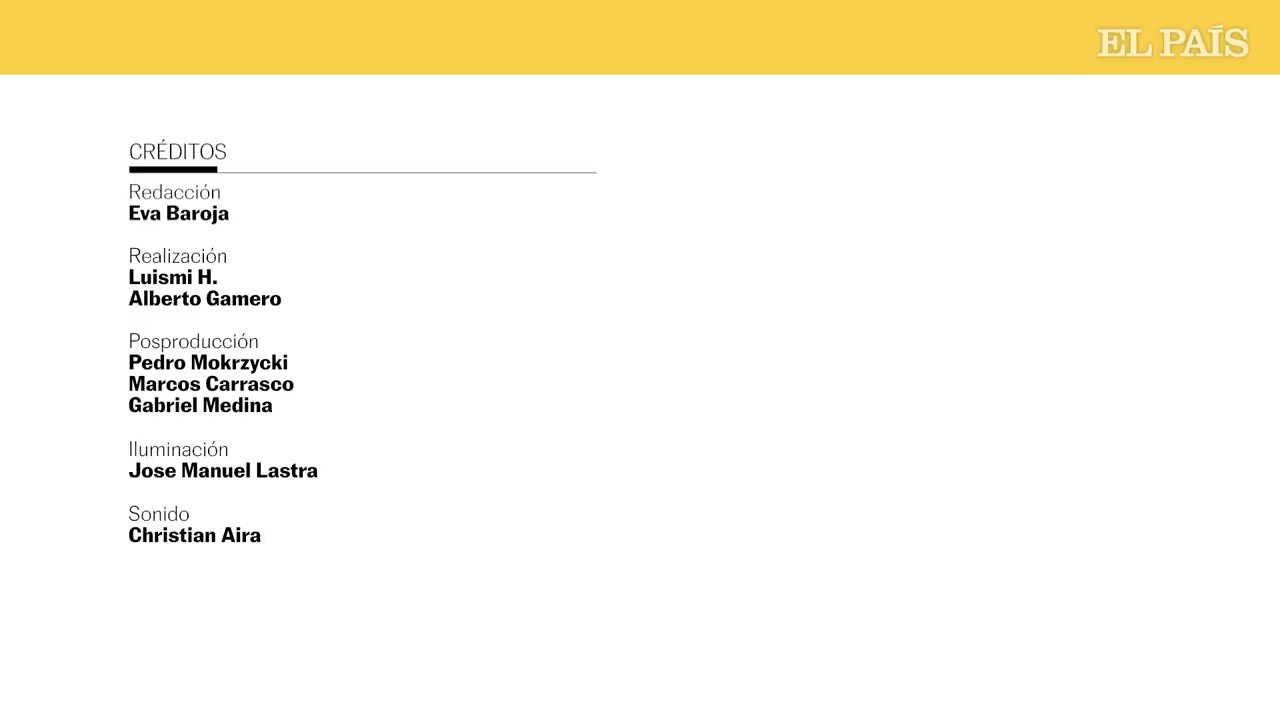 EL PAÍS
CRÉDITOS
Redacción
Eva Baroja
Realización
Luismi H.
Alberto Gamero
Posproducción
Pedro Mokrzycki
Marcos Carrasco
Gabriel Medina
Iluminación
Jose Manuel Lastra
Sonido
Christian Aira